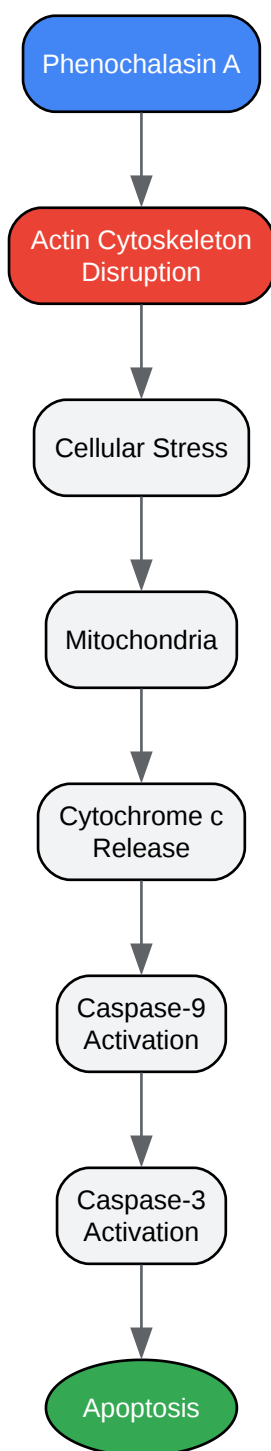 Phenochalasin A
Actin Cytoskeleton
Disruption
Cellular Stress
Mitochondria
Cytochrome c
Release
Caspase-9
Activation
Caspase-3
Activation
Apoptosis